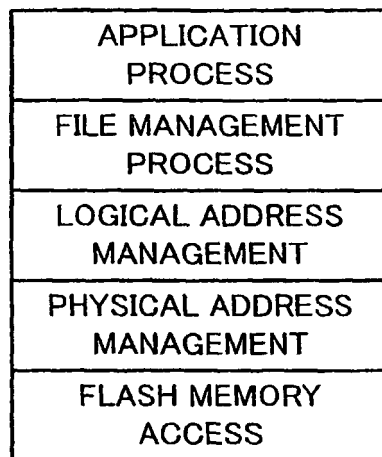 APPLICATION
PROCESS
FILE MANAGEMENT
PROCESS
LOGICAL ADDRESS
MANAGEMENT
PHYSICAL ADDRESS
MANAGEMENT
FLASH MEMORY
ACCESS